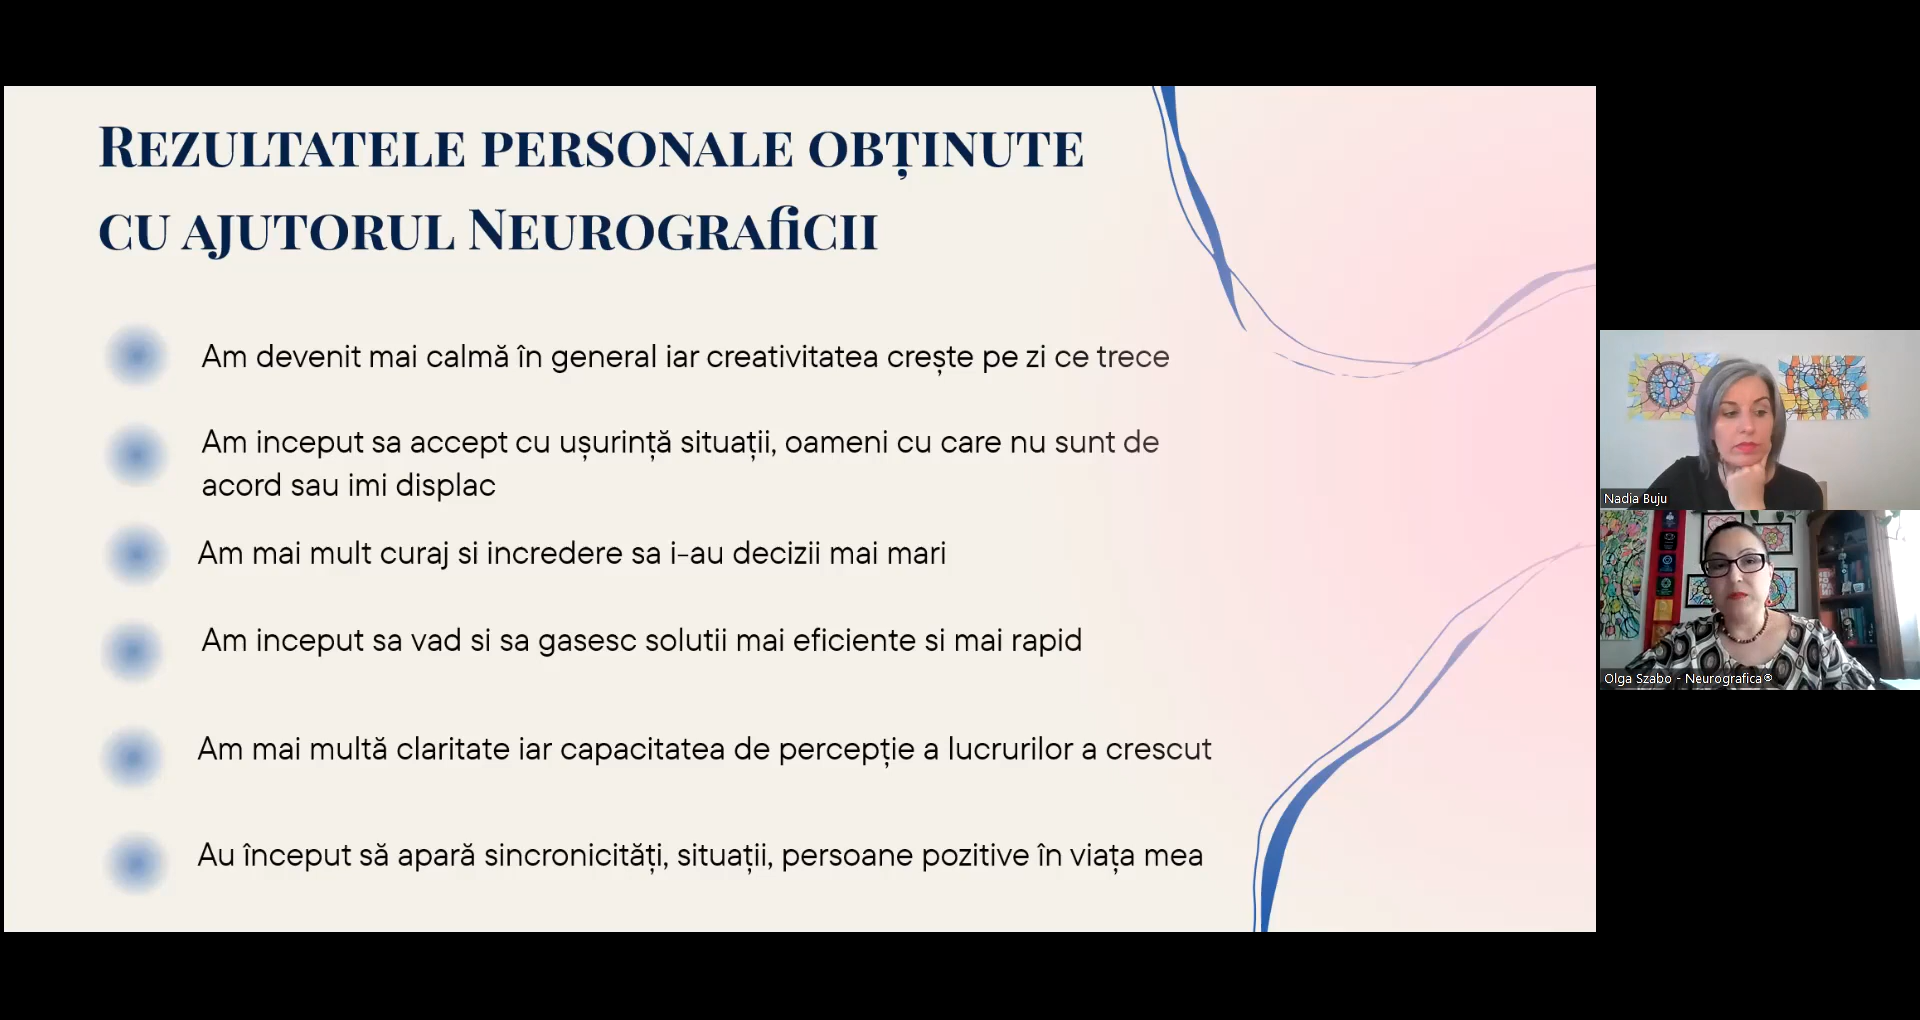 Rezultatele personale obținute
cu ajutorul Neurograficii
Am devenit mai calmă în general iar creativitatea crește pe zi ce trece
Am inceput sa accept cu ușurință situații, oameni cu care nu sunt de
acord sau imi displac
Am mai mult curaj si incredere sa i-au decizii mai mari
Am inceput sa vad si sa gasesc solutii mai eficiente si mai rapid
Am mai multă claritate iar capacitatea de percepție a lucrurilor a crescut
Au început să apară sincronicități, situații, persoane pozitive în viața mea
Nadia Buju
Olga Szabo - Neurografica®